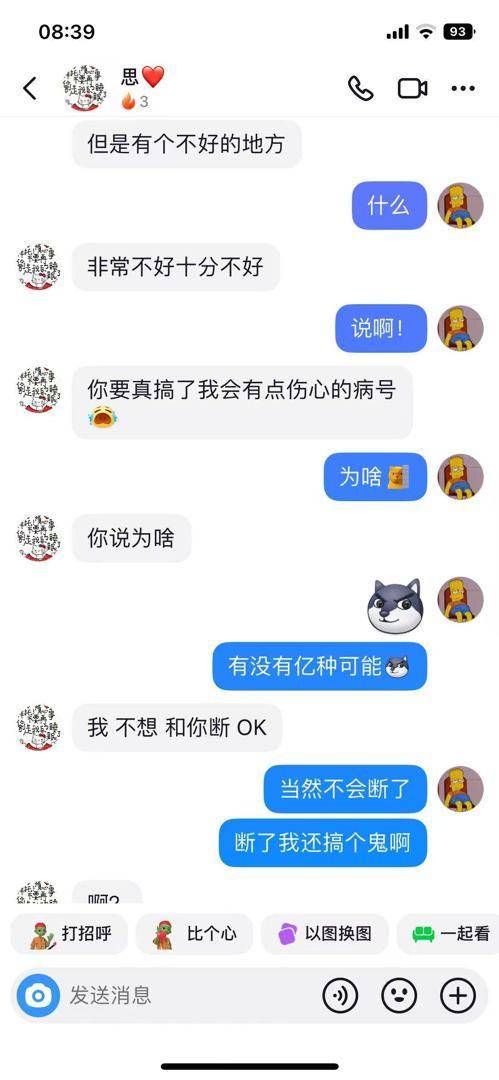 08:39
93
思❤️
🔥3
但是有个不好的地方
什么
非常不好十分不好
说啊！
你要真搞了我会有点伤心的病号
😭
为啥
你说为啥
有没有亿种可能
我 不想 和你断 OK
当然不会断了
断了我还搞个鬼啊
啊?
打招呼
比个心
以图换图
一起看
发送消息